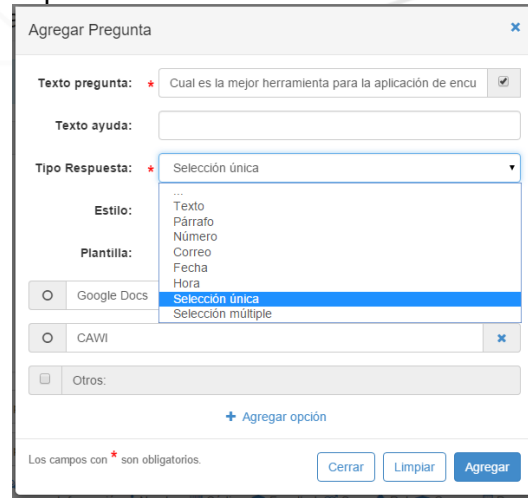 Agregar Pregunta
Texto pregunta: * Cual es la mejor herramienta para la aplicación de encu
Texto ayuda:
Tipo Respuesta: * Selección única
...
Texto
Párrafo
Número
Correo
Fecha
Hora
Selección única
Selección múltiple
Estilo:
Plantilla:
Google Docs
CAWI
Otros:
+ Agregar opción
Los campos con * son obligatorios.
Cerrar Limpiar Agregar